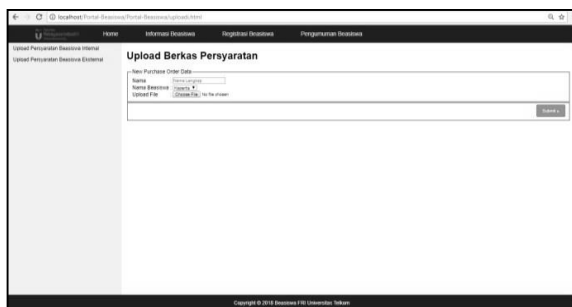 localhost/Portal-Beasiswa/Portal-Beasiswa/upload.html
Home Informasi Beasiswa Registrasi Beasiswa Pengumuman Beasiswa
Upload Persyaratan Beasiswa Internal
Upload Persyaratan Beasiswa Eksternal
Upload Berkas Persyaratan
New Purchase Order Data
Nama Nama Lengkap
Nama Beasiswa
Upload File Choose File No file chosen
Submit
Copyright © 2016 Beasiswa FRI Universitas Telkom